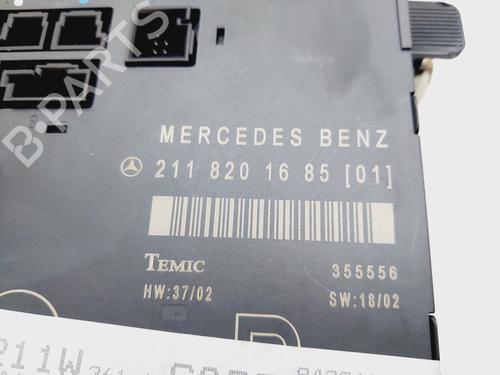 B-PARTS
MERCEDES BENZ
211 820 16 85 [01]
TEMIC 355556
HW:37/02 SW:18/02
211W